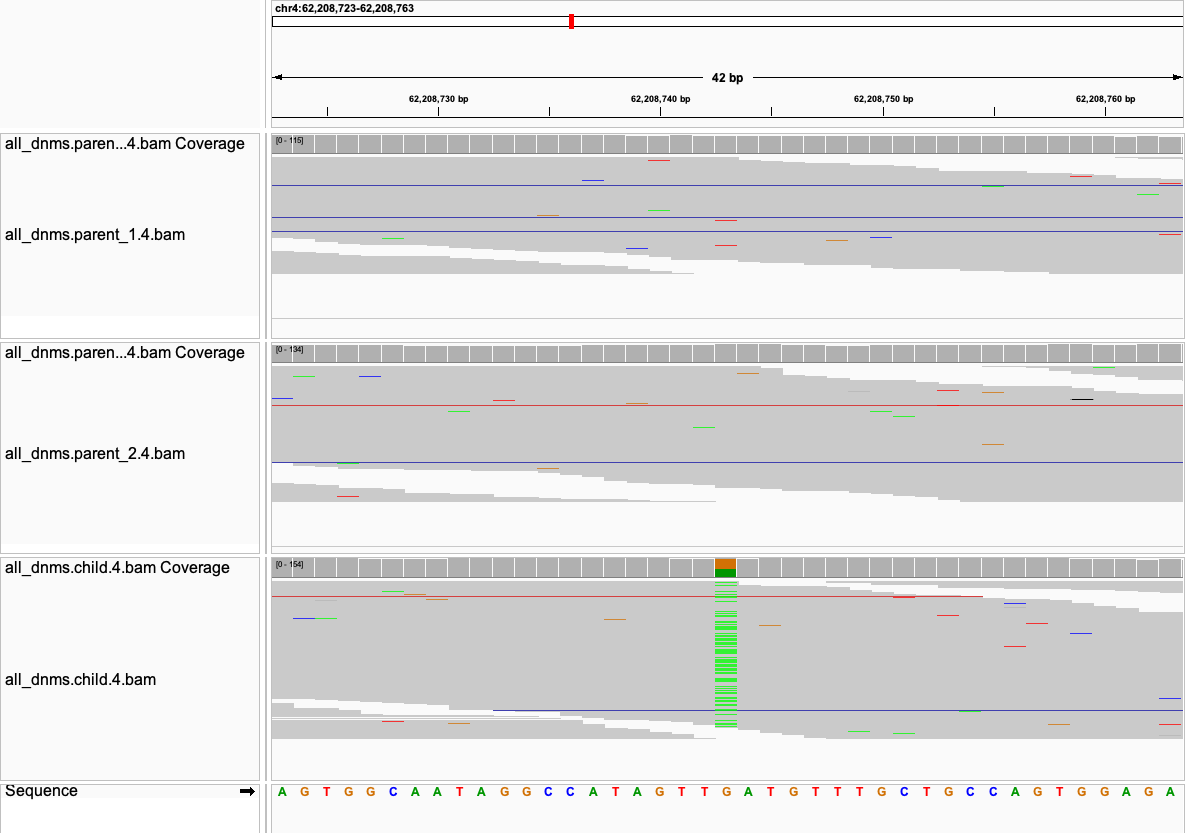 chr4:62,208,723-62,208,763
42 bp
62,208,730 bp 62,208,740 bp 62,208,750 bp 62,208,760 bp
all_dnms.paren...4.bam Coverage
[0 - 115]
all_dnms.parent_1.4.bam
all_dnms.paren...4.bam Coverage
[0 - 134]
all_dnms.parent_2.4.bam
all_dnms.child.4.bam Coverage
[0 - 154]
all_dnms.child.4.bam
Sequence
A G T G G C A A T A G G C C A T A G T T G A T G T T T G C T G C C A G T G G A G A